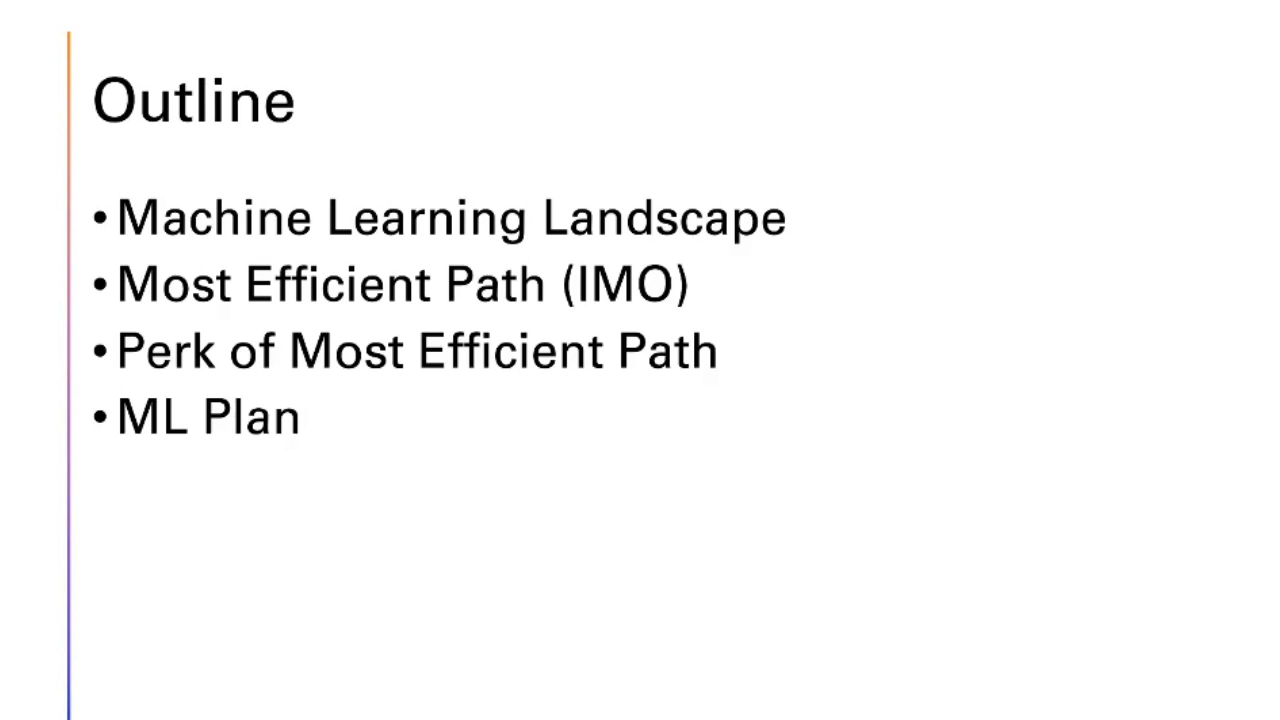 Outline
• Machine Learning Landscape
• Most Efficient Path (IMO)
• Perk of Most Efficient Path
• ML Plan